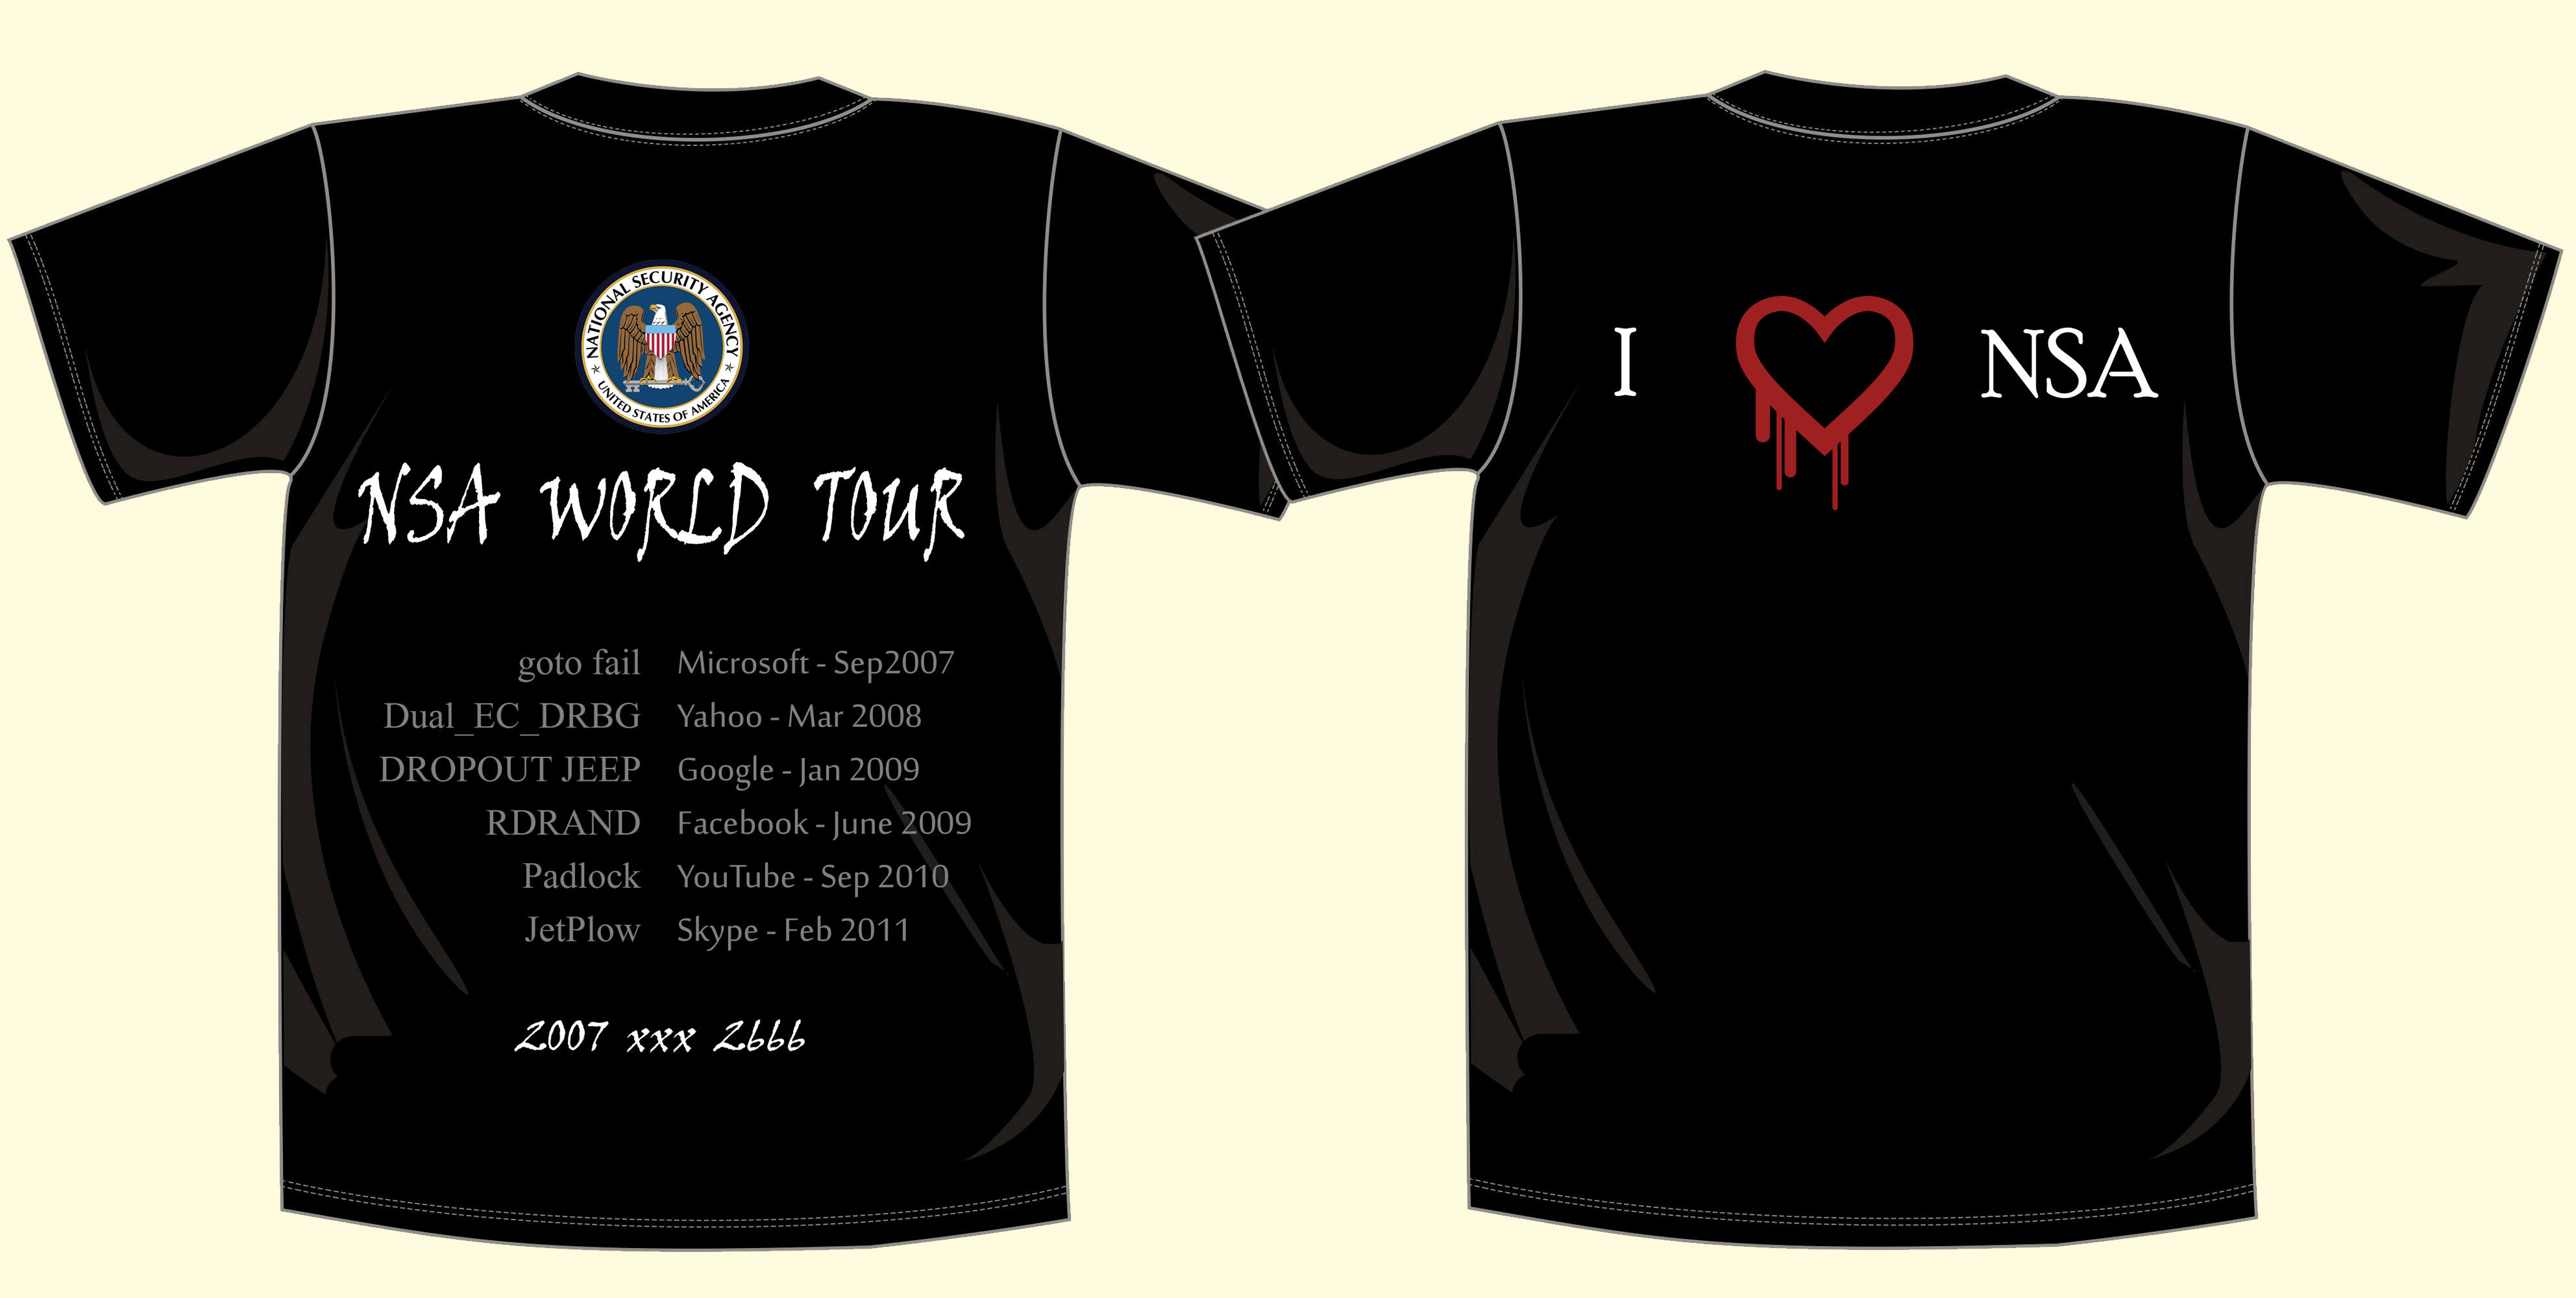 NATIONAL SECURITY AGENCY
UNITED STATES OF AMERICA
NSA WORLD TOUR
goto fail Microsoft - Sep2007
Dual_EC_DRBG Yahoo - Mar 2008
DROPOUT JEEP Google - Jan 2009
RDRAND Facebook - June 2009
Padlock YouTube - Sep 2010
JetPlow Skype - Feb 2011
2007 xxx 2666
I NSA